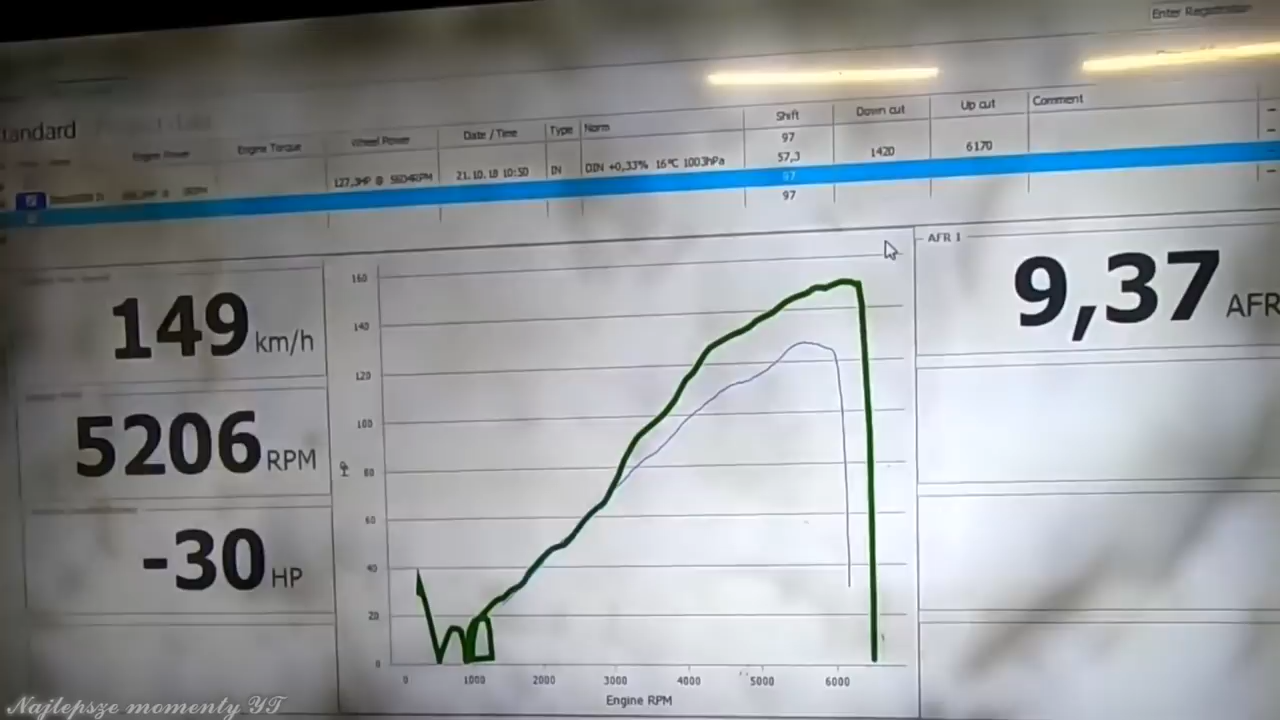 Enter Registration
tandard
Engine Power Engine Torque Wheel Power Date / Time Type Norm Shift Down cut Up cut Comment
97
127,3HP @ 5604RPM 21.10.18 10:50 IN DIN +0,33% 16°C 1003hPa 57,3 1420 6170
97
97
149 km/h
5206 RPM
-30 HP
AFR 1
9,37 AFR
HP
160
140
120
100
80
60
40
20
0
0 1000 2000 3000 4000 5000 6000
Engine RPM
Najlepsze momenty YT